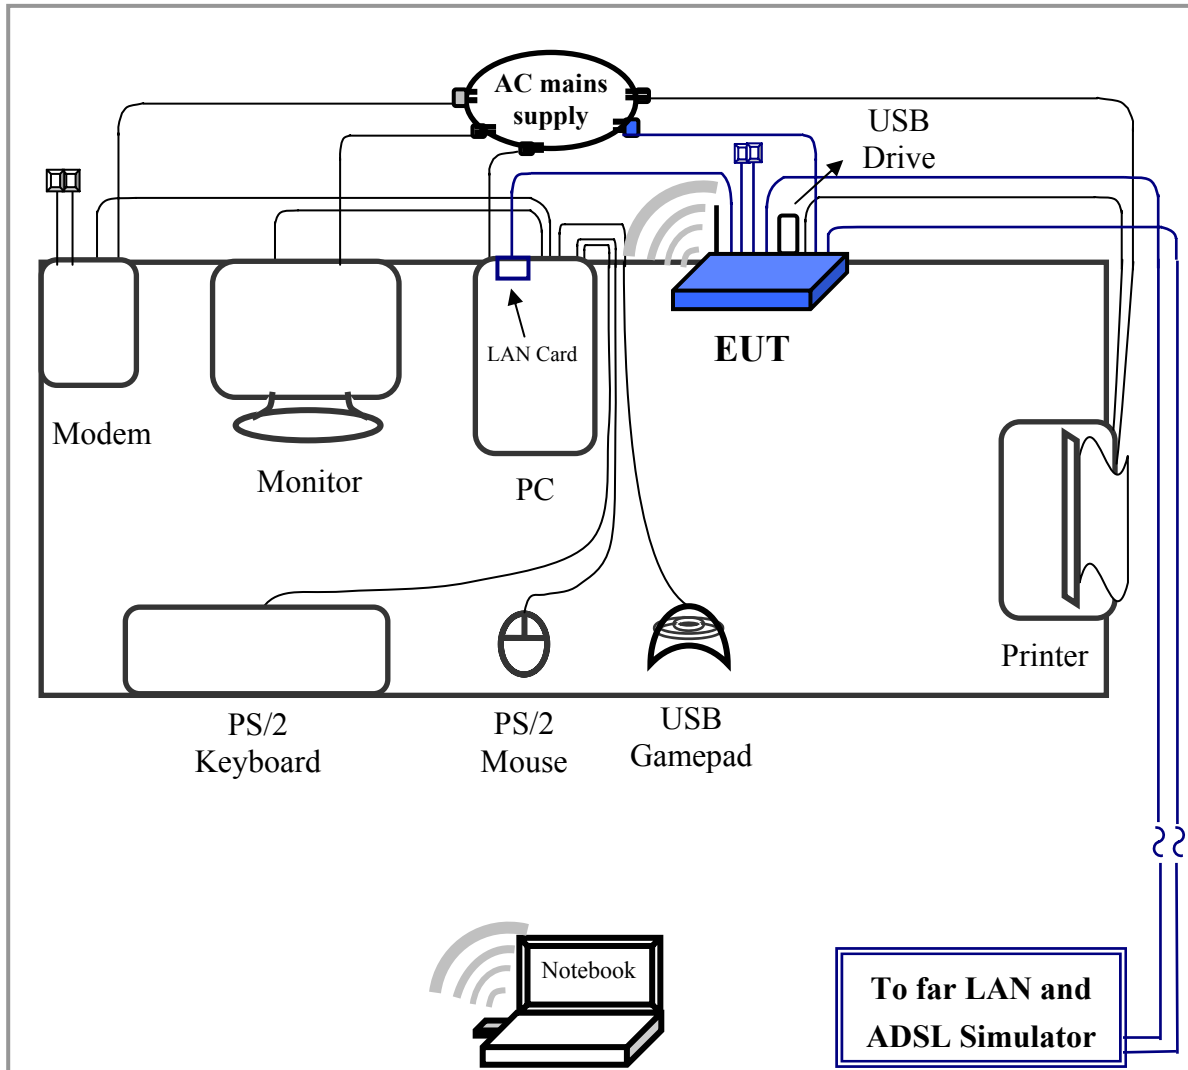 AC mains
supply
USB
Drive
LAN Card
EUT
Modem
Monitor
PC
Printer
PS/2
Keyboard
PS/2
Mouse
USB
Gamepad
Notebook
To far LAN and
ADSL Simulator